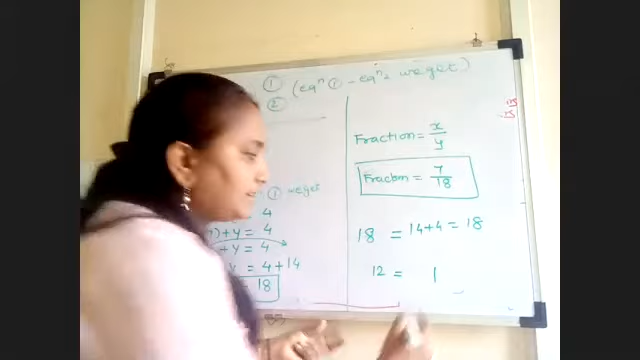 ① (eqⁿ ① - eqⁿ 2 we get)
②
① we get
4
) + y = 4
+ y = 4
= 4 + 14
= 18
Fraction = x/y
Fraction = 7/18
18 = 14+4 = 18
12 = 1